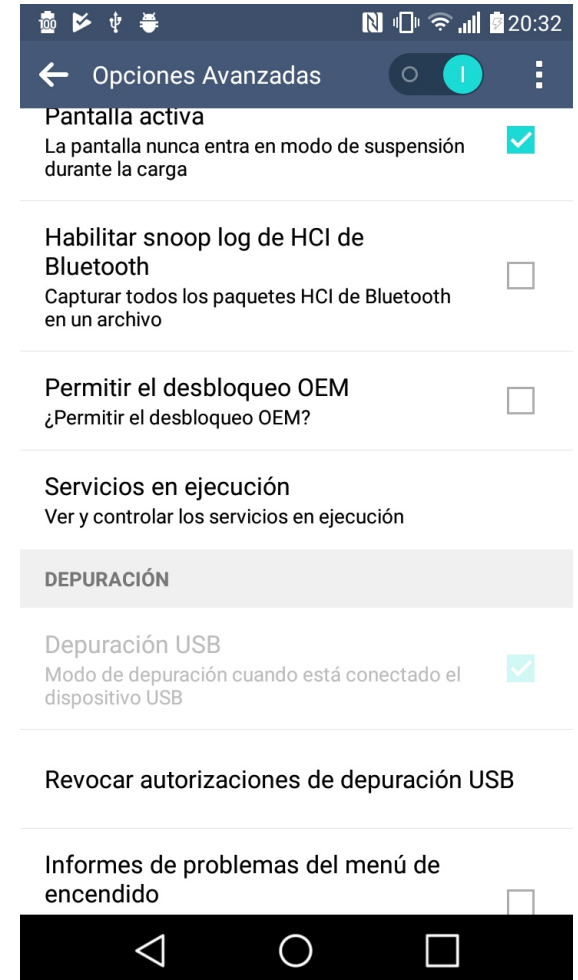 100
20:32
Opciones Avanzadas
Pantalla activa
La pantalla nunca entra en modo de suspensión
durante la carga
Habilitar snoop log de HCI de
Bluetooth
Capturar todos los paquetes HCI de Bluetooth
en un archivo
Permitir el desbloqueo OEM
¿Permitir el desbloqueo OEM?
Servicios en ejecución
Ver y controlar los servicios en ejecución
DEPURACIÓN
Depuración USB
Modo de depuración cuando está conectado el
dispositivo USB
Revocar autorizaciones de depuración USB
Informes de problemas del menú de
encendido